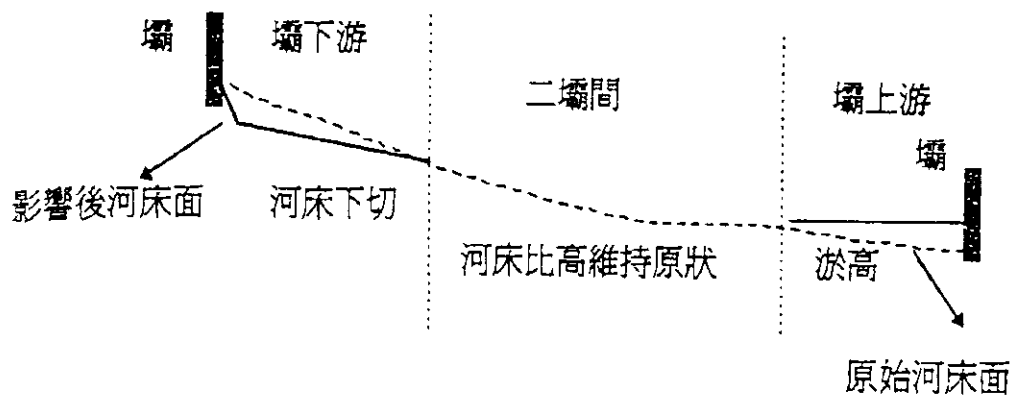 壩
壩下游
二壩間
壩上游
壩
影響後河床面
河床下切
河床比高維持原狀
淤高
原始河床面